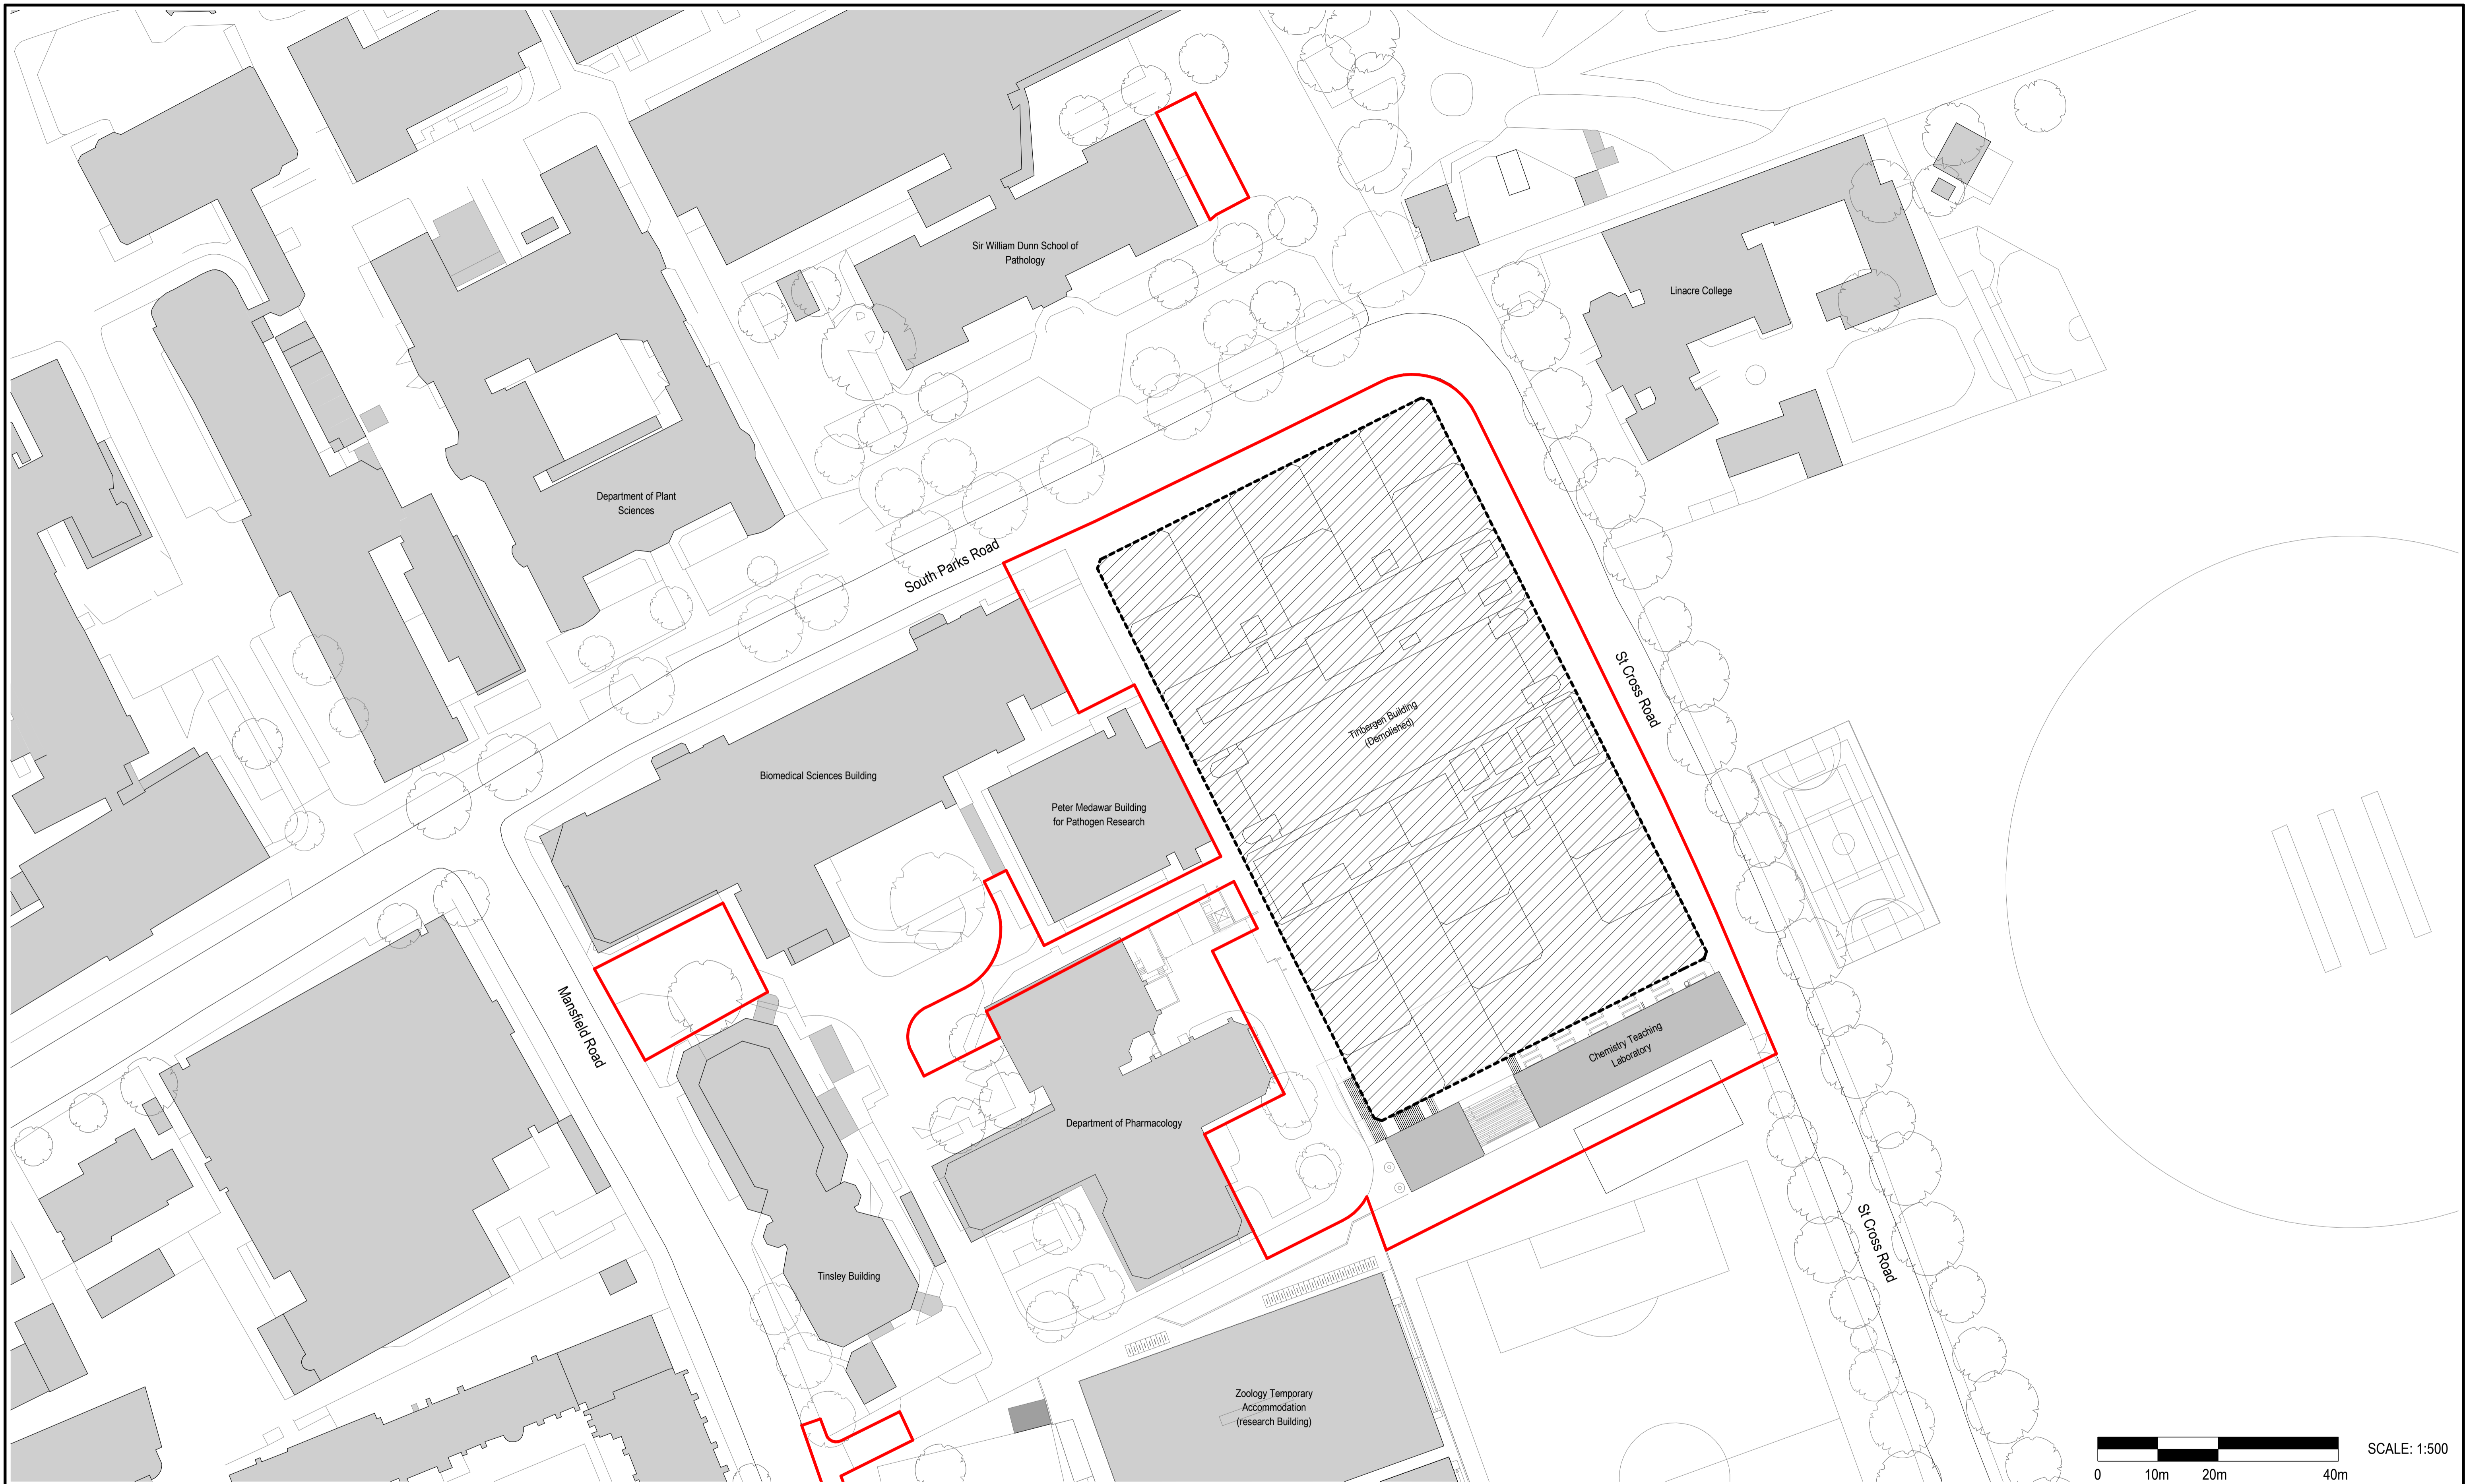 Sir William Dunn School of
Pathology
Linacre College
Department of Plant
Sciences
South Parks Road
St Cross Road
Tinbergen Building
(Demolished)
Biomedical Sciences Building
Peter Medawar Building
for Pathogen Research
Mansfield Road
Chemistry Teaching
Laboratory
Department of Pharmacology
St Cross Road
Tinsley Building
Zoology Temporary
Accommodation
(research Building)
SCALE: 1:500
0 10m 20m 40m